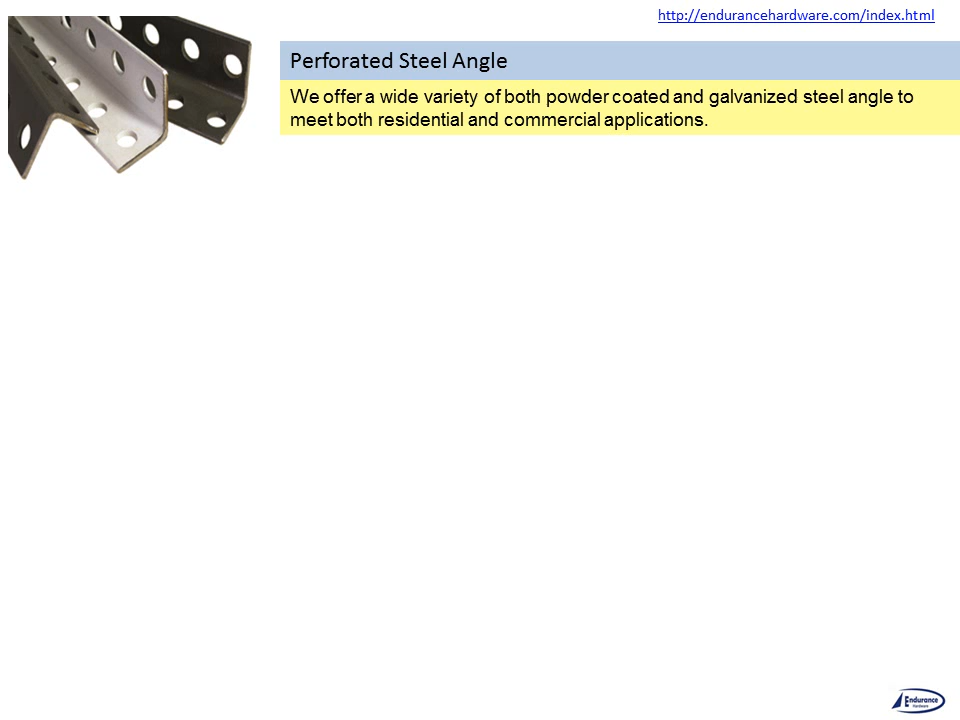 http://endurancehardware.com/index.html
Perforated Steel Angle
We offer a wide variety of both powder coated and galvanized steel angle to
meet both residential and commercial applications.
Endurance
Hardware